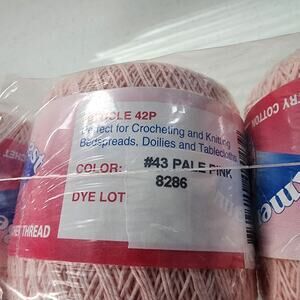 42P
Perfect for Crocheting and Knitting
Bedspreads, Doilies and Tablecloths
COLOR: #43 PALE PINK
8286
DYE LOT
THREAD
COTTON